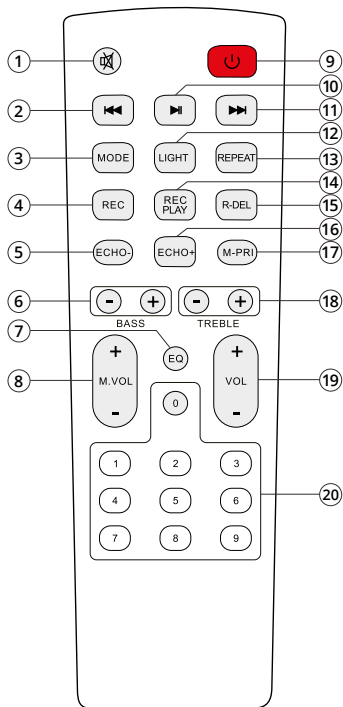 1
9
10
2
11
12
3
MODE
LIGHT
REPEAT
13
14
4
REC
REC
PLAY
R-DEL
15
16
5
ECHO-
ECHO+
M-PRI
17
6
-
+
-
+
18
BASS
TREBLE
7
EQ
8
+
M.VOL
-
+
VOL
-
19
0
1
2
3
4
5
6
20
7
8
9